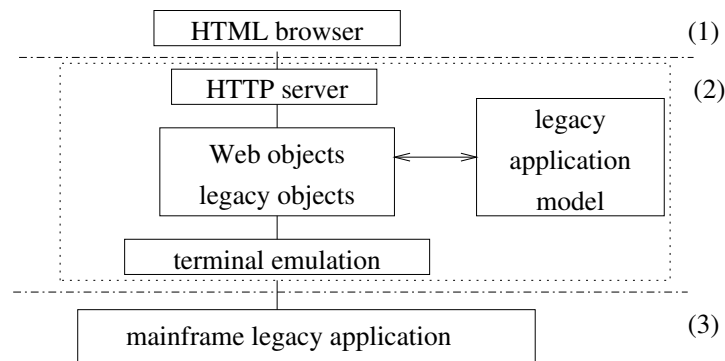 HTML browser
(1)
HTTP server
(2)
Web objects
legacy objects
legacy
application
model
terminal emulation
mainframe legacy application
(3)